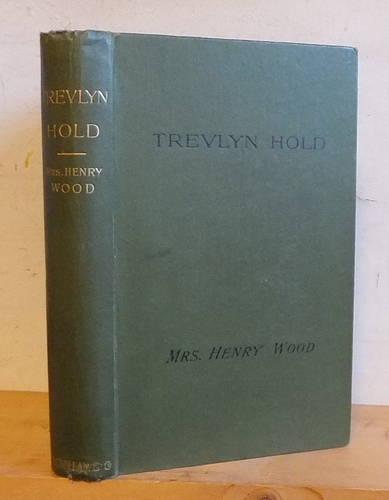 TREVLYN
HOLD
MRS. HENRY
WOOD
TREVLYN HOLD
MRS. HENRY WOOD